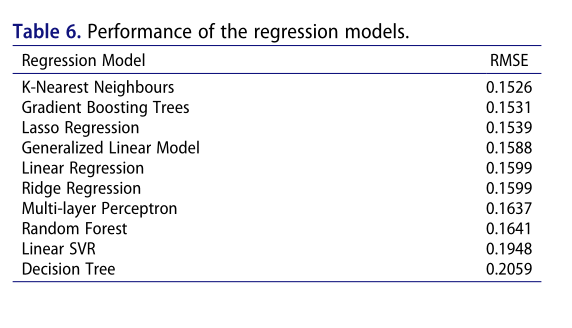 Table 6. Performance of the regression models.
Regression Model RMSE
K-Nearest Neighbours 0.1526
Gradient Boosting Trees 0.1531
Lasso Regression 0.1539
Generalized Linear Model 0.1588
Linear Regression 0.1599
Ridge Regression 0.1599
Multi-layer Perceptron 0.1637
Random Forest 0.1641
Linear SVR 0.1948
Decision Tree 0.2059